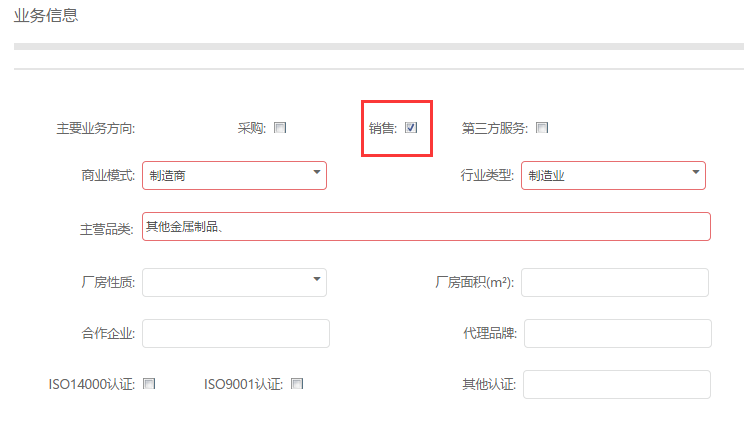 业务信息
主要业务方向: 采购: 销售: 第三方服务:
商业模式: 制造商 行业类型: 制造业
主营品类: 其他金属制品、
厂房性质: 厂房面积(m²):
合作企业: 代理品牌:
ISO14000认证: ISO9001认证: 其他认证: